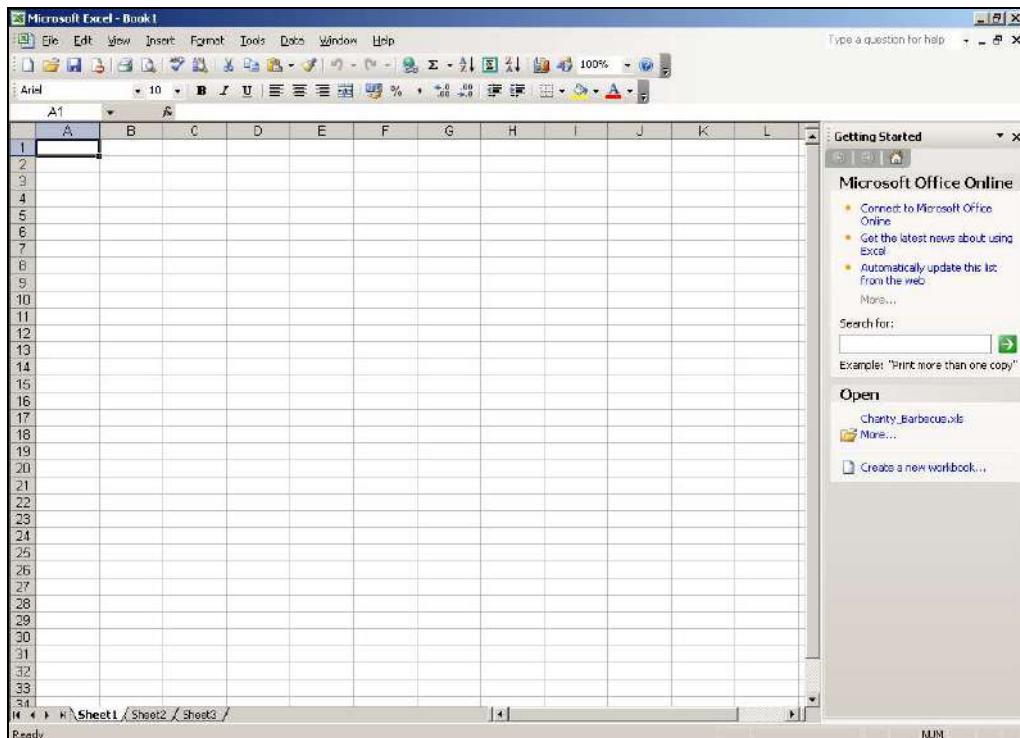 Microsoft Excel - Book1
File Edit View Insert Format Tools Data Window Help
Type a question for help
100%
Arial 10 B I U % ,
A1 fx
A B C D E F G H I J K L
1
2
3
4
5
6
7
8
9
10
11
12
13
14
15
16
17
18
19
20
21
22
23
24
25
26
27
28
29
30
31
32
33
34
Getting Started
Microsoft Office Online
Connect to Microsoft Office
Online
Get the latest news about using
Excel
Automatically update this list
from the web
More...
Search for:
Example: "Print more than one copy"
Open
Charity_Barbecue.xls
More...
Create a new workbook...
Sheet1 / Sheet2 / Sheet3 /
Ready
NUM